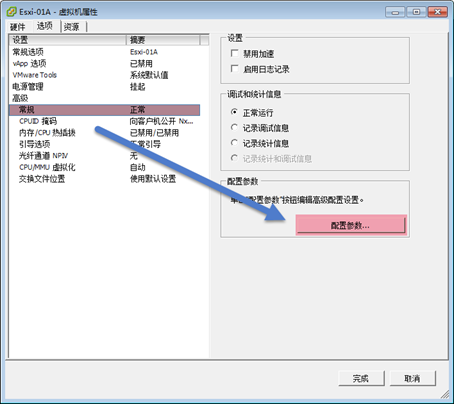 Esxi-01A - 虚拟机属性
硬件 选项 资源
设置 摘要
常规选项 Esxi-01A
vApp 选项 已禁用
VMware Tools 系统默认值
电源管理 挂起
高级
常规 正常
CPUID 掩码 向客户机公开 Nx...
内存/CPU 热插拔 已禁用/已禁用
引导选项 正常引导
光纤通道 NPIV 无
CPU/MMU 虚拟化 自动
交换文件位置 使用默认设置
设置
禁用加速
启用日志记录
调试和统计信息
正常运行
记录调试信息
记录统计信息
记录统计和调试信息
配置参数
单击“配置参数”按钮编辑高级配置设置。
配置参数...
完成 取消